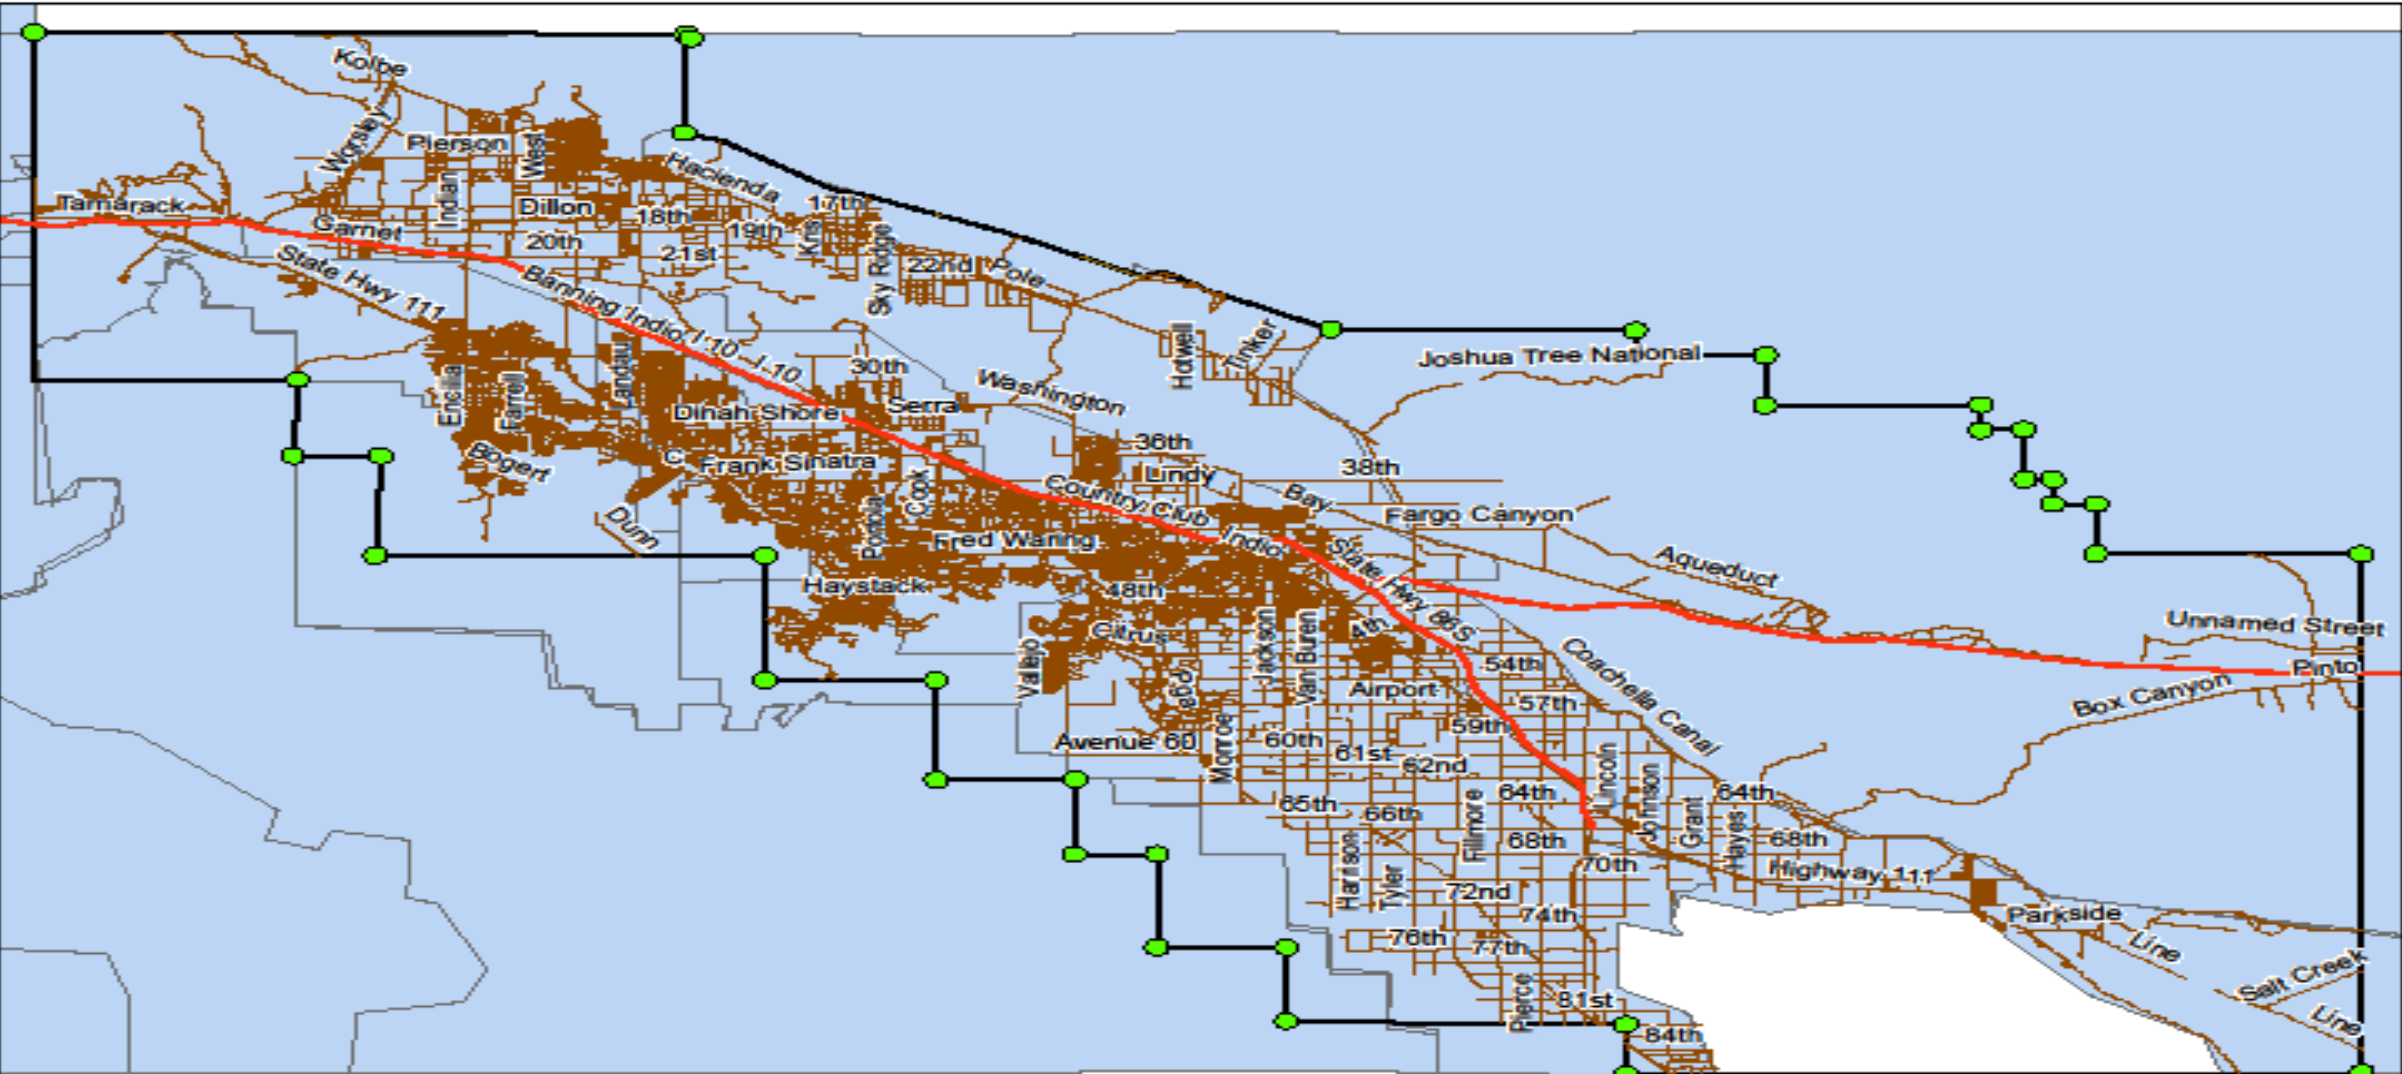 Kolbe
Worsley
Pierson
West
Hacienda
Tamarack
Indian
Dillon
17th
18th
Garnet
19th
Kris
20th
21st
Sky Ridge
22nd
Pole
State Hwy 111
Banning Indio I-10 - I-10
Hotwell
Tinker
Joshua Tree National
Encilia
Farrell
Landau
30th
Washington
Dinah Shore
Serra
36th
Bogert
C
Frank Sinatra
Lindy
38th
Cook
Country Club
Bay
Portola
Dunn
Fargo Canyon
Fred Waring
Indio
State Hwy 86S
Aqueduct
Haystack
48th
Citrus
4th
Jackson
Van Buren
Unnamed Street
Vallejo
54th
Coachella Canal
Pinto
Pga
Airport
57th
Box Canyon
59th
Monroe
Avenue 60
60th
61st
62nd
Lincoln
Johnson
64th
64th
65th
66th
Fillmore
Grant
Hayes
68th
68th
Harrison
Tyler
70th
Highway 111
72nd
74th
Parkside
76th
77th
Line
Salt Creek
Pierce
81st
Line
84th